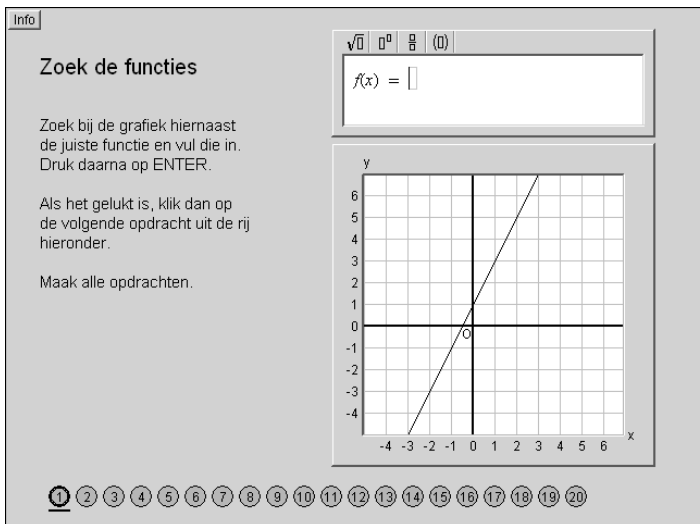 Info
Zoek de functies
Zoek bij de grafiek hiernaast
de juiste functie en vul die in.
Druk daarna op ENTER.
Als het gelukt is, klik dan op
de volgende opdracht uit de rij
hieronder.
Maak alle opdrachten.
√▯ ▯▯ ▯/▯ (▯)
f(x) = ▯
y
6
5
4
3
2
1
0
-1
-2
-3
-4
O
-4 -3 -2 -1 0 1 2 3 4 5 6
x
1 2 3 4 5 6 7 8 9 10 11 12 13 14 15 16 17 18 19 20